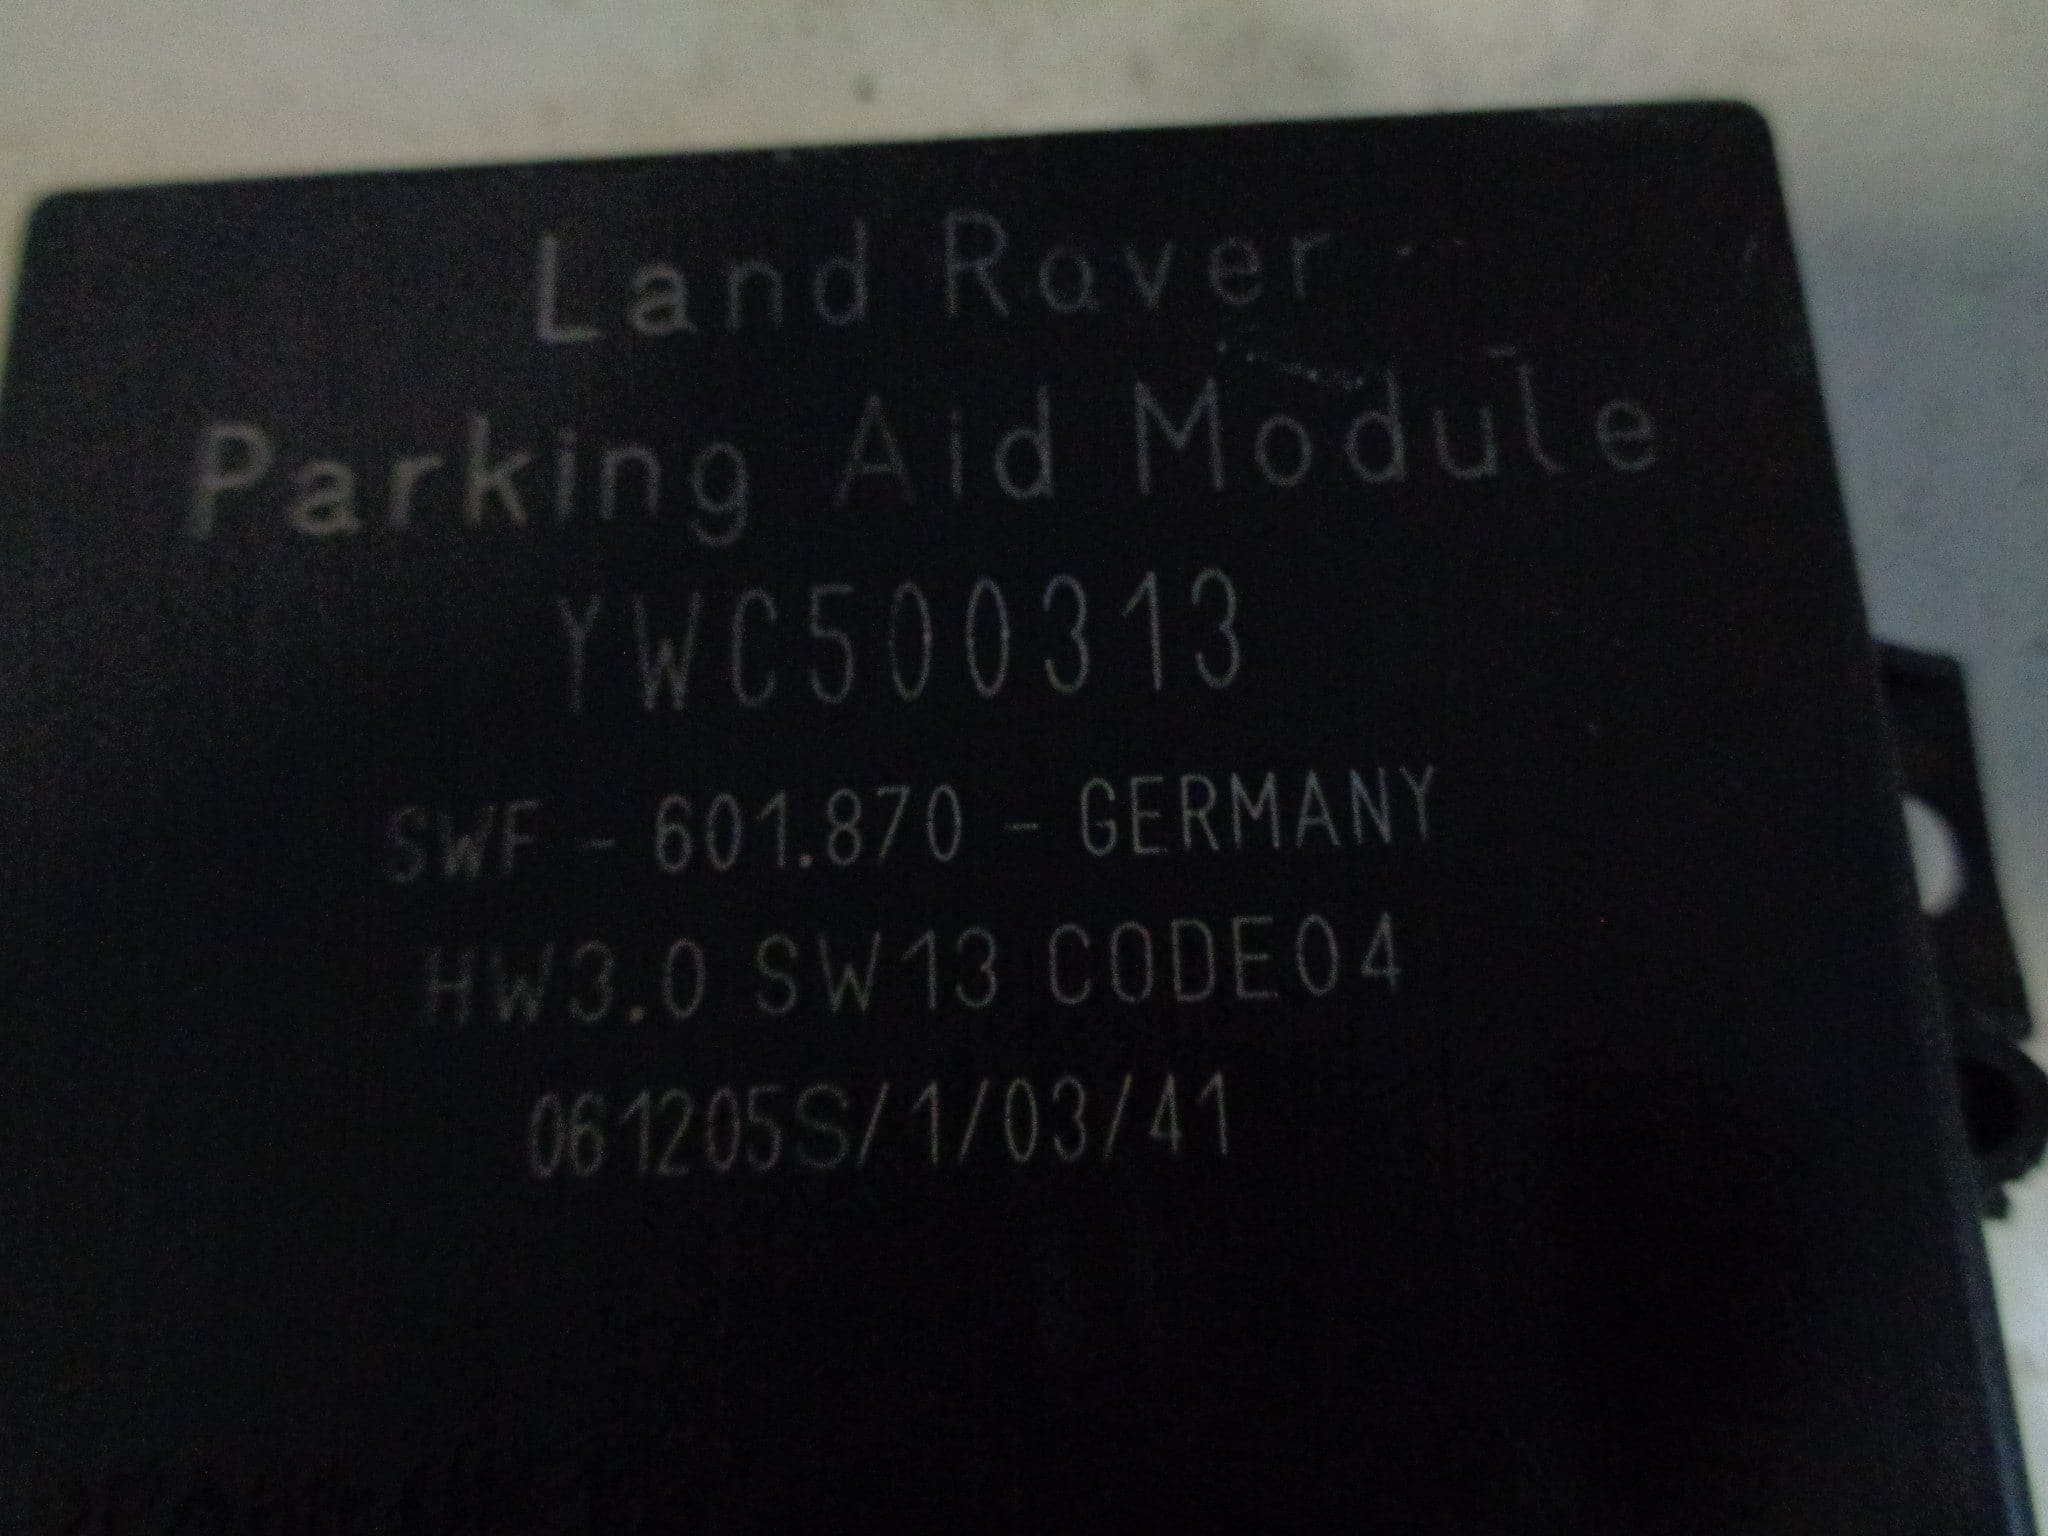 Land Rover
Parking Aid Module
YWC500313
SWF - 601.870 - GERMANY
HW3.0 SW13 CODE04
061205S/1/03/41